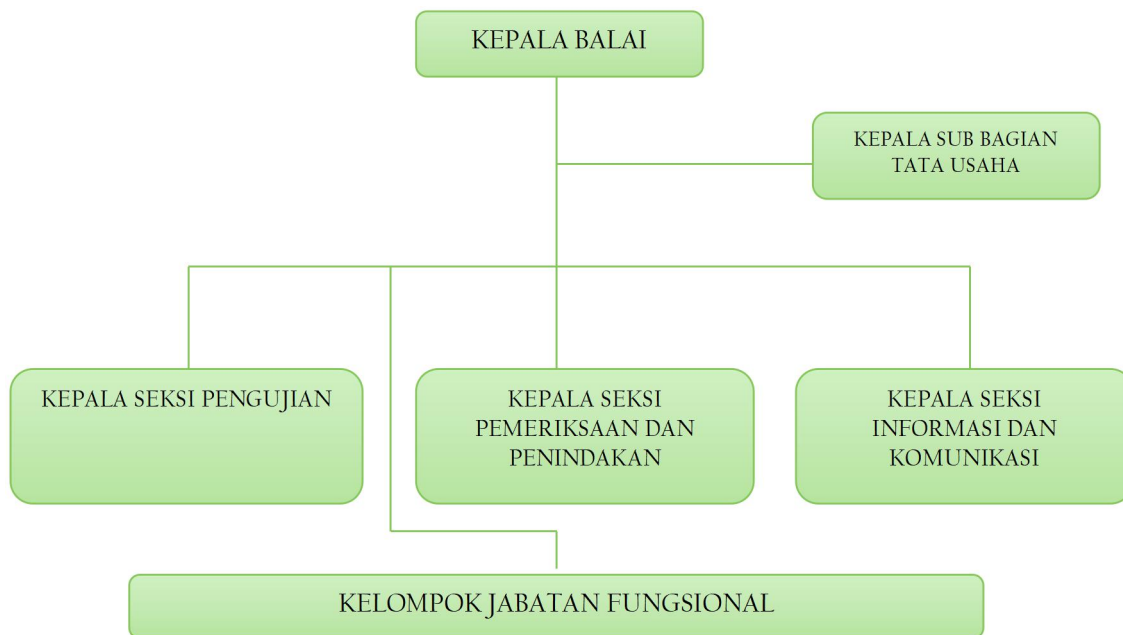 KEPALA BALAI
KEPALA SUB BAGIAN
TATA USAHA
KEPALA SEKSI PENGUJIAN
KEPALA SEKSI
PEMERIKSAAN DAN
PENINDAKAN
KEPALA SEKSI
INFORMASI DAN
KOMUNIKASI
KELOMPOK JABATAN FUNGSIONAL